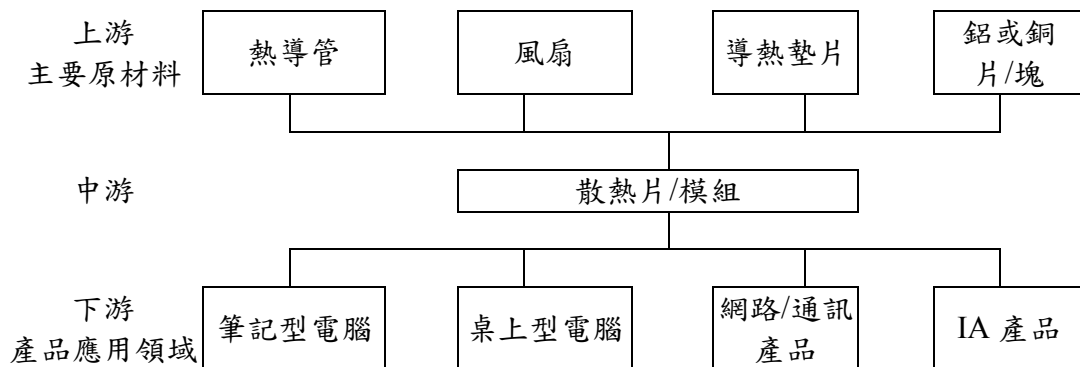 上游
主要原材料
熱導管
風扇
導熱墊片
鋁或銅
片/塊
中游
散熱片/模組
下游
產品應用領域
筆記型電腦
桌上型電腦
網路/通訊
產品
IA 產品